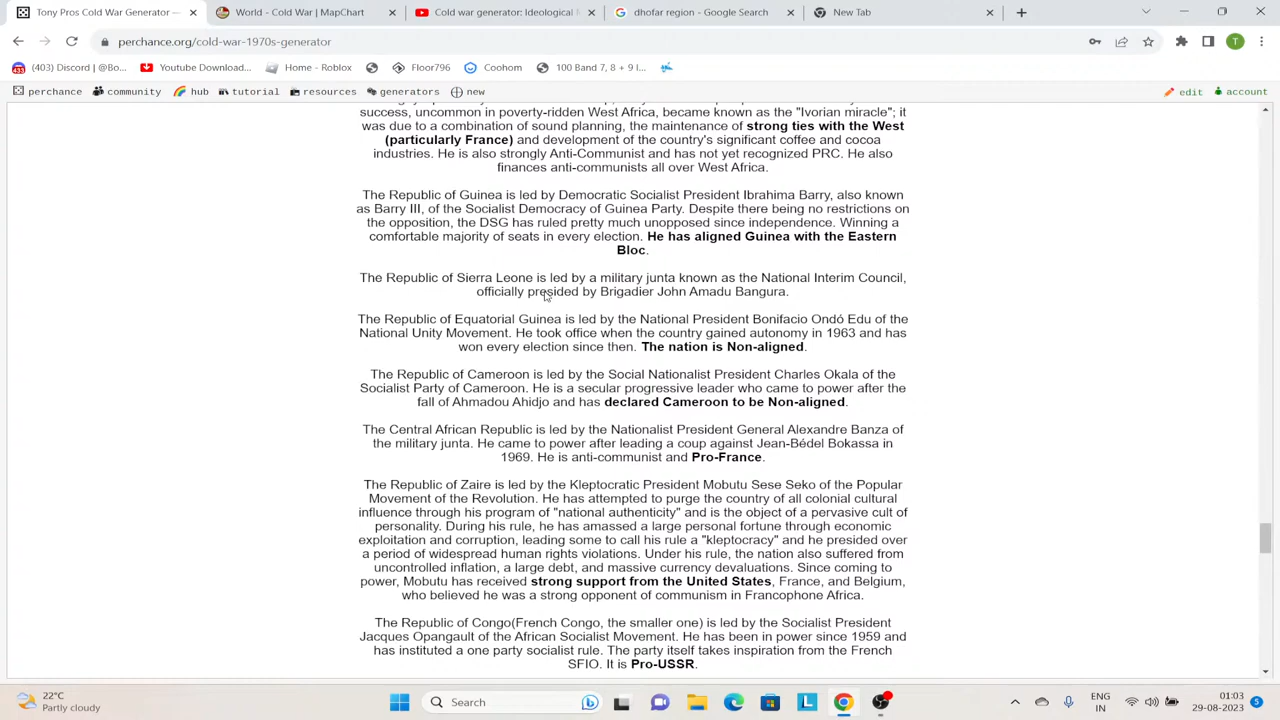 Tony Pros Cold War Generator —
World - Cold War | MapChart
Cold war generator: Ideological
dhofar region - Google Search
New Tab
perchance.org/cold-war-1970s-generator
T
(403) Discord | @Bo...
Youtube Download...
Home - Roblox
Floor796
Coohom
100 Band 7, 8 + 9 I...
perchance
community
hub
tutorial
resources
generators
new
edit
account
success, uncommon in poverty-ridden West Africa, became known as the "Ivorian miracle"; it
was due to a combination of sound planning, the maintenance of strong ties with the West
(particularly France) and development of the country's significant coffee and cocoa
industries. He is also strongly Anti-Communist and has not yet recognized PRC. He also
finances anti-communists all over West Africa.
The Republic of Guinea is led by Democratic Socialist President Ibrahima Barry, also known
as Barry III, of the Socialist Democracy of Guinea Party. Despite there being no restrictions on
the opposition, the DSG has ruled pretty much unopposed since independence. Winning a
comfortable majority of seats in every election. He has aligned Guinea with the Eastern
Bloc.
The Republic of Sierra Leone is led by a military junta known as the National Interim Council,
officially presided by Brigadier John Amadu Bangura.
The Republic of Equatorial Guinea is led by the National President Bonifacio Ondó Edu of the
National Unity Movement. He took office when the country gained autonomy in 1963 and has
won every election since then. The nation is Non-aligned.
The Republic of Cameroon is led by the Social Nationalist President Charles Okala of the
Socialist Party of Cameroon. He is a secular progressive leader who came to power after the
fall of Ahmadou Ahidjo and has declared Cameroon to be Non-aligned.
The Central African Republic is led by the Nationalist President General Alexandre Banza of
the military junta. He came to power after leading a coup against Jean-Bédel Bokassa in
1969. He is anti-communist and Pro-France.
The Republic of Zaire is led by the Kleptocratic President Mobutu Sese Seko of the Popular
Movement of the Revolution. He has attempted to purge the country of all colonial cultural
influence through his program of "national authenticity" and is the object of a pervasive cult of
personality. During his rule, he has amassed a large personal fortune through economic
exploitation and corruption, leading some to call his rule a "kleptocracy" and he presided over
a period of widespread human rights violations. Under his rule, the nation also suffered from
uncontrolled inflation, a large debt, and massive currency devaluations. Since coming to
power, Mobutu has received strong support from the United States, France, and Belgium,
who believed he was a strong opponent of communism in Francophone Africa.
The Republic of Congo(French Congo, the smaller one) is led by the Socialist President
Jacques Opangault of the African Socialist Movement. He has been in power since 1959 and
has instituted a one party socialist rule. The party itself takes inspiration from the French
SFIO. It is Pro-USSR.
22°C
Partly cloudy
Search
ENG
IN
01:03
29-08-2023
5